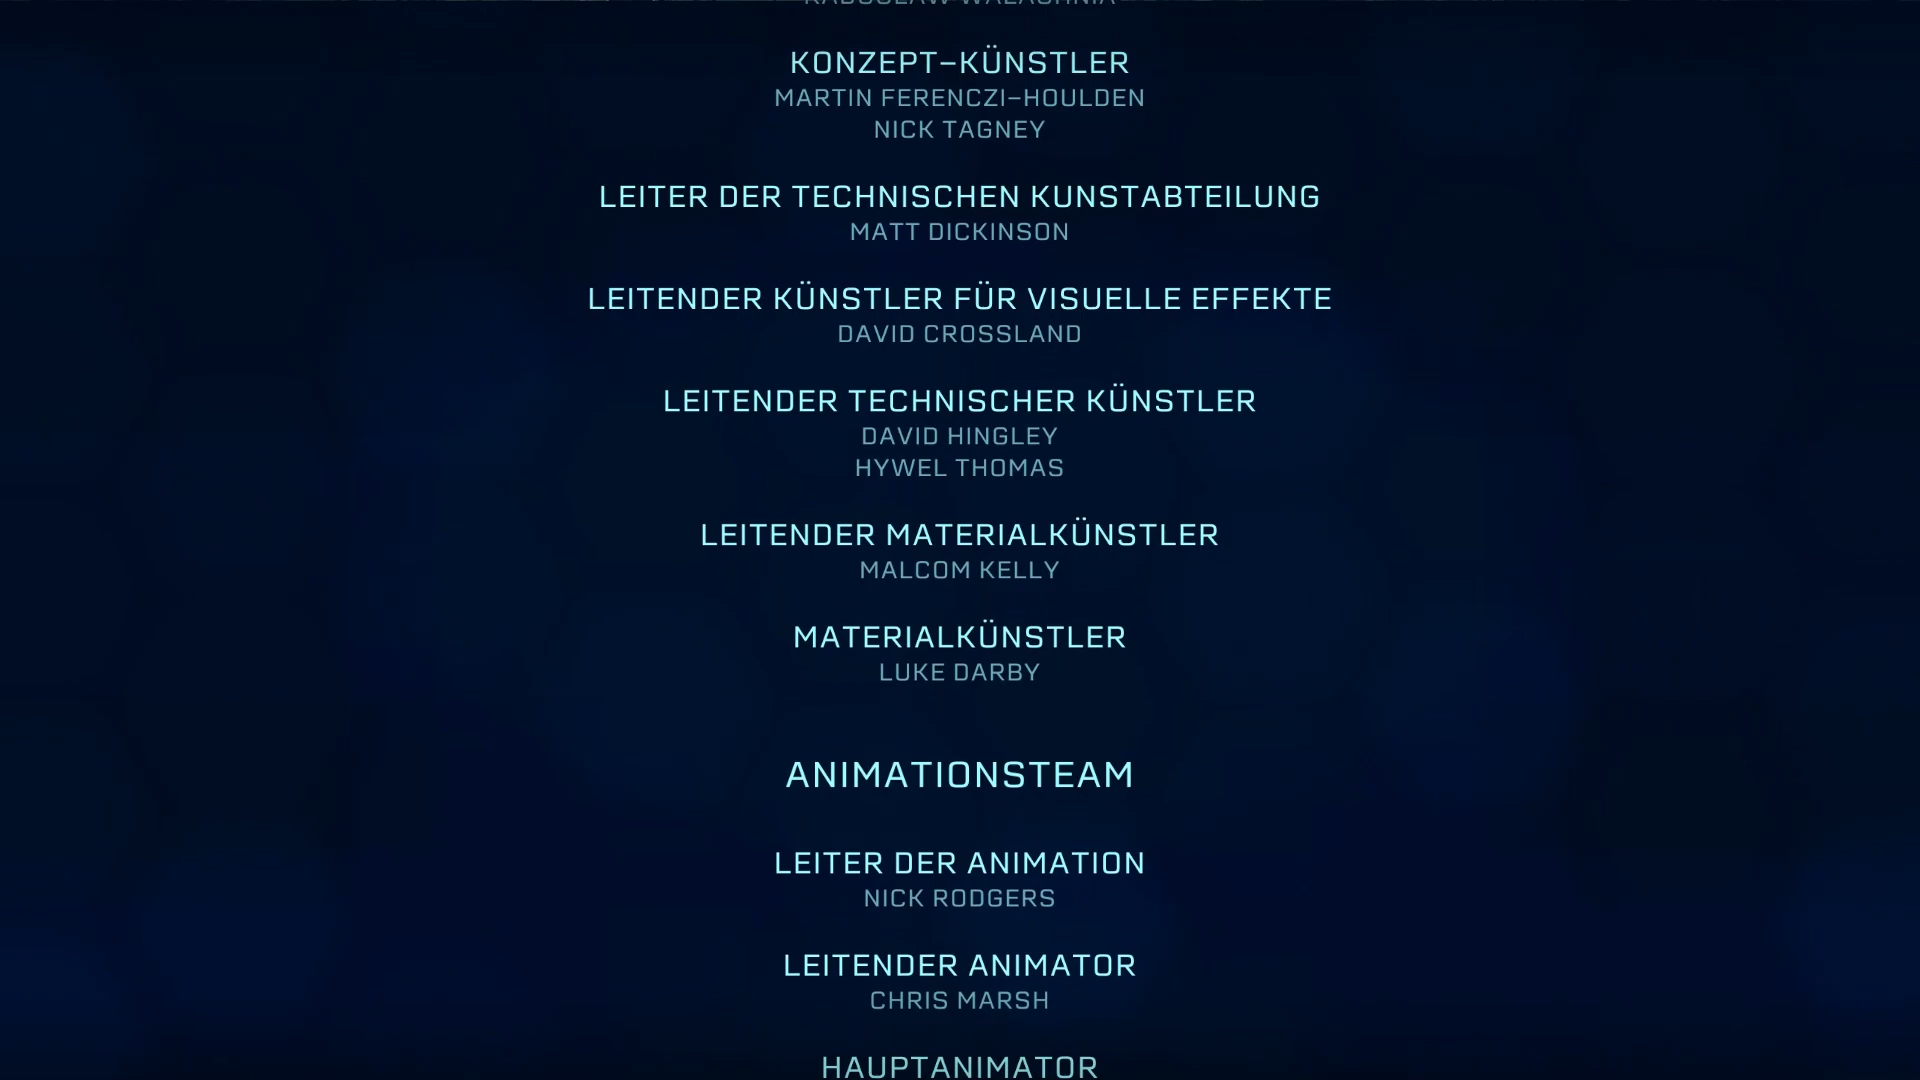 KONZEPT–KÜNSTLER
MARTIN FERENCZI–HOULDEN
NICK TAGNEY
LEITER DER TECHNISCHEN KUNSTABTEILUNG
MATT DICKINSON
LEITENDER KÜNSTLER FÜR VISUELLE EFFEKTE
DAVID CROSSLAND
LEITENDER TECHNISCHER KÜNSTLER
DAVID HINGLEY
HYWEL THOMAS
LEITENDER MATERIALKÜNSTLER
MALCOM KELLY
MATERIALKÜNSTLER
LUKE DARBY
ANIMATIONSTEAM
LEITER DER ANIMATION
NICK RODGERS
LEITENDER ANIMATOR
CHRIS MARSH
HAUPTANIMATOR